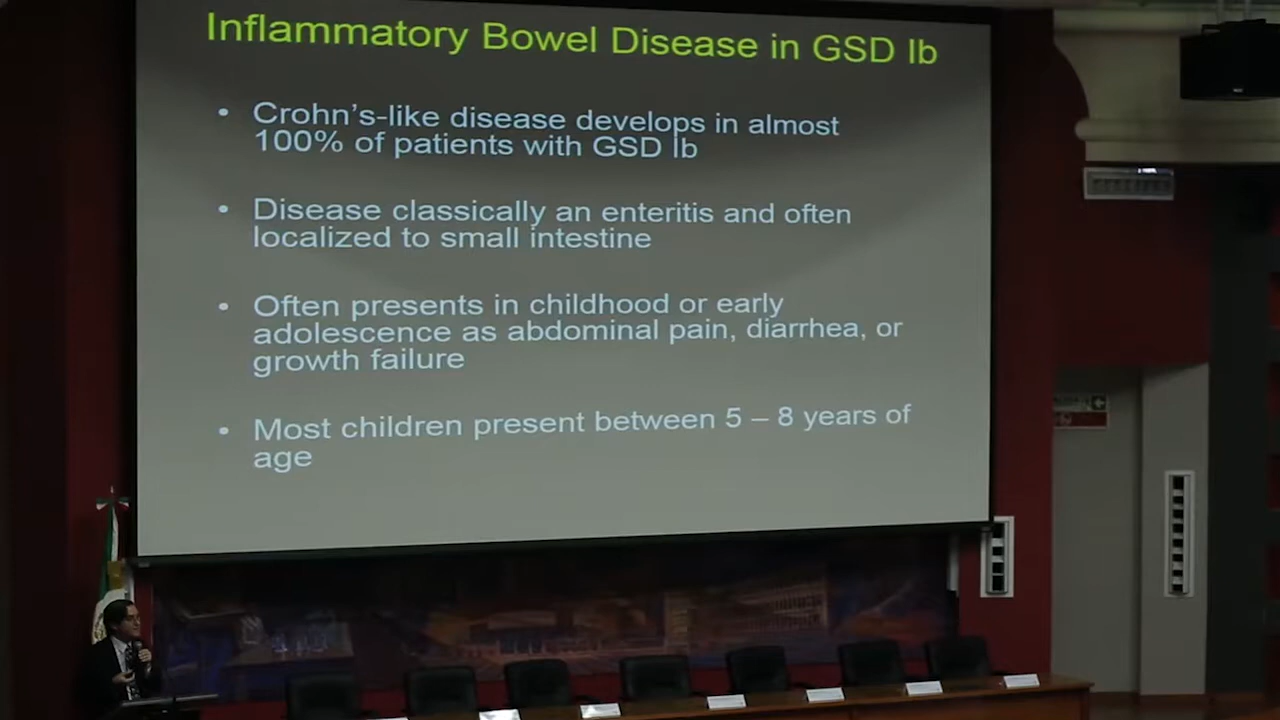 Inflammatory Bowel Disease in GSD Ib
• Crohn's-like disease develops in almost
100% of patients with GSD Ib
• Disease classically an enteritis and often
localized to small intestine
• Often presents in childhood or early
adolescence as abdominal pain, diarrhea, or
growth failure
• Most children present between 5 – 8 years of
age